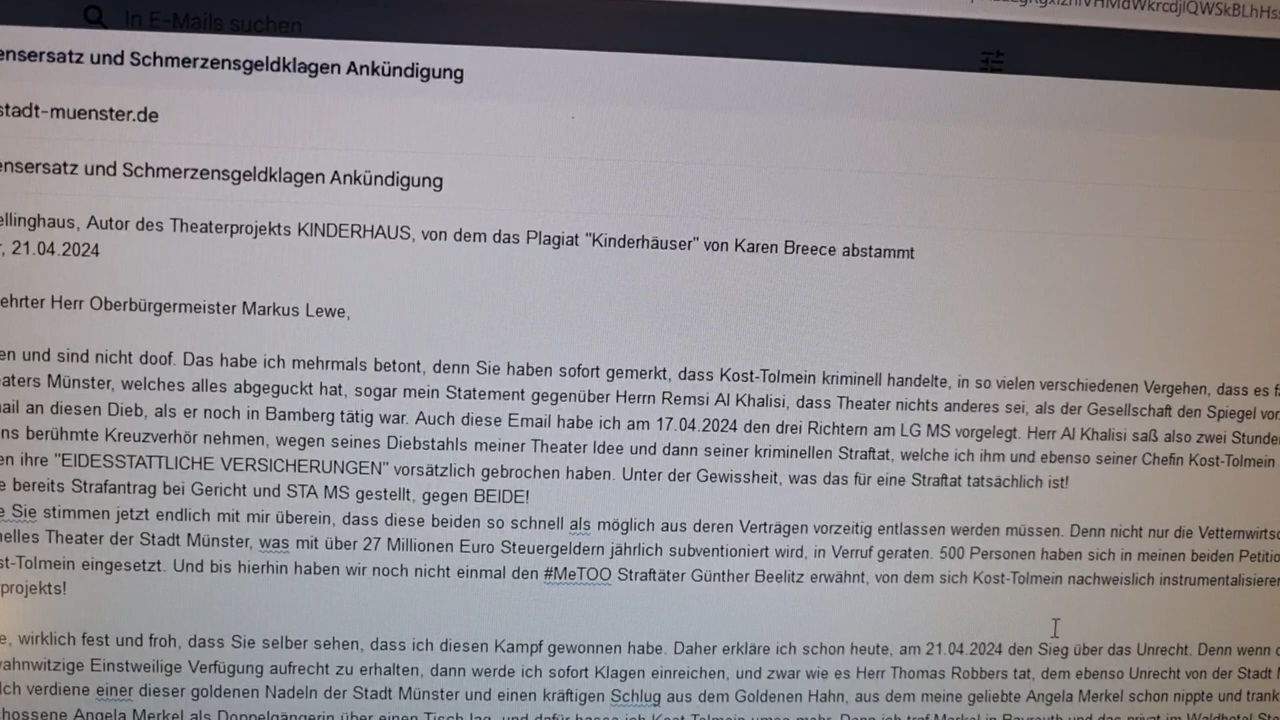 In E-Mails suchen
ensersatz und Schmerzensgeldklagen Ankündigung
stadt-muenster.de
ensersatz und Schmerzensgeldklagen Ankündigung
ellinghaus, Autor des Theaterprojekts KINDERHAUS, von dem das Plagiat "Kinderhäuser" von Karen Breece abstammt
, 21.04.2024
ehrter Herr Oberbürgermeister Markus Lewe,
en und sind nicht doof. Das habe ich mehrmals betont, denn Sie haben sofort gemerkt, dass Kost-Tolmein kriminell handelte, in so vielen verschiedenen Vergehen, dass es f
aters Münster, welches alles abgeguckt hat, sogar mein Statement gegenüber Herrn Remsi Al Khalisi, dass Theater nichts anderes sei, als der Gesellschaft den Spiegel vor
ail an diesen Dieb, als er noch in Bamberg tätig war. Auch diese Email habe ich am 17.04.2024 den drei Richtern am LG MS vorgelegt. Herr Al Khalisi saß also zwei Stunde
ns berühmte Kreuzverhör nehmen, wegen seines Diebstahls meiner Theater Idee und dann seiner kriminellen Straftat, welche ich ihm und ebenso seiner Chefin Kost-Tolmein
en ihre "EIDESSTATTLICHE VERSICHERUNGEN" vorsätzlich gebrochen haben. Unter der Gewissheit, was das für eine Straftat tatsächlich ist!
e bereits Strafantrag bei Gericht und STA MS gestellt, gegen BEIDE!
e Sie stimmen jetzt endlich mit mir überein, dass diese beiden so schnell als möglich aus deren Verträgen vorzeitig entlassen werden müssen. Denn nicht nur die Vetternwirts
nelles Theater der Stadt Münster, was mit über 27 Millionen Euro Steuergeldern jährlich subventioniert wird, in Verruf geraten. 500 Personen haben sich in meinen beiden Petitio
st-Tolmein eingesetzt. Und bis hierhin haben wir noch nicht einmal den #MeTOO Straftäter Günther Beelitz erwähnt, von dem sich Kost-Tolmein nachweislich instrumentalisieren
projekts!
e, wirklich fest und froh, dass Sie selber sehen, dass ich diesen Kampf gewonnen habe. Daher erkläre ich schon heute, am 21.04.2024 den Sieg über das Unrecht. Denn wenn
wahnwitzige Einstweilige Verfügung aufrecht zu erhalten, dann werde ich sofort Klagen einreichen, und zwar wie es Herr Thomas Robbers tat, dem ebenso Unrecht von der Stadt
Ich verdiene einer dieser goldenen Nadeln der Stadt Münster und einen kräftigen Schlug aus dem Goldenen Hahn, aus dem meine geliebte Angela Merkel schon nippte und trank
Angela Merkel als Doppelgängerin über einen Tisch